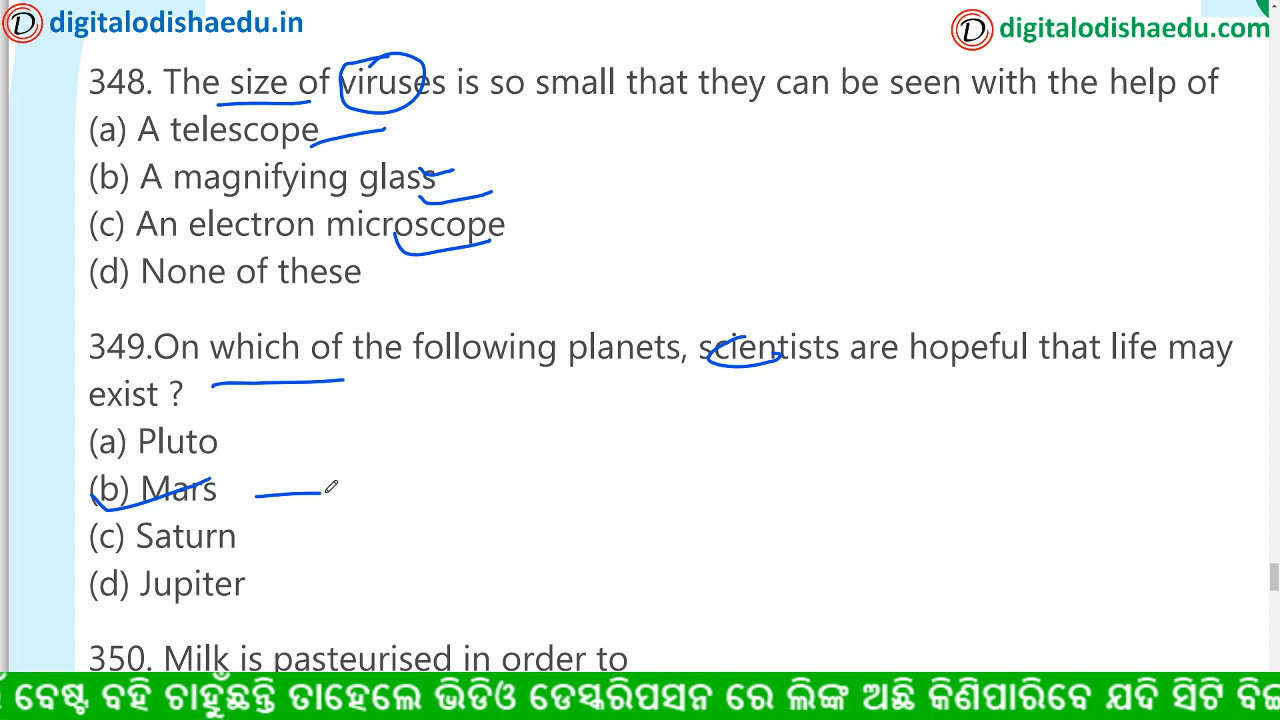 digitalodishaedu.in
digitalodishaedu.com
348. The size of viruses is so small that they can be seen with the help of
(a) A telescope
(b) A magnifying glass
(c) An electron microscope
(d) None of these
349.On which of the following planets, scientists are hopeful that life may
exist ?
(a) Pluto
(b) Mars
(c) Saturn
(d) Jupiter
350. Milk is pasteurised in order to
ବେଷ୍ଟ ବହି ଚାହୁଁଛନ୍ତି ତାହେଲେ ଭିଡିଓ ଡେସ୍କରିପସନ ରେ ଲିଙ୍କ ଅଛି କିଣିପାରିବେ ଯଦି ସିଟି